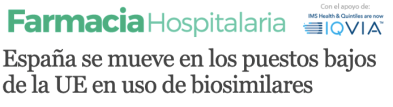 Con el apoyo de:
Farmacia Hospitalaria
IMS Health & Quintiles are now
IQVIA™
España se mueve en los puestos bajos
de la UE en uso de biosimilares